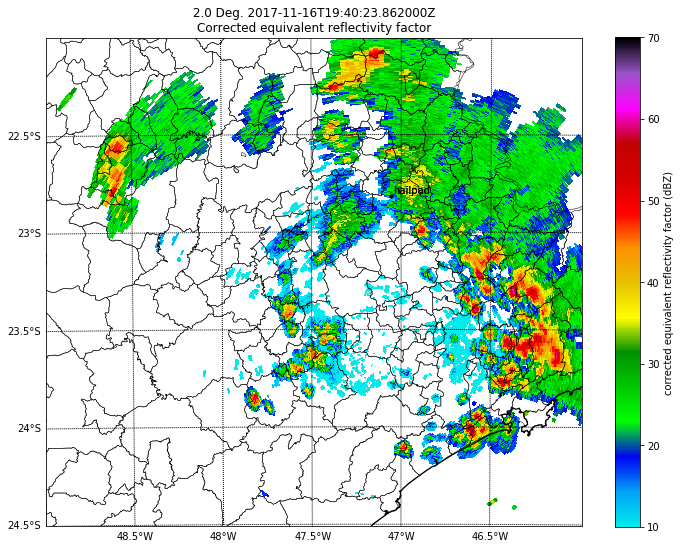 2.0 Deg. 2017-11-16T19:40:23.862000Z
Corrected equivalent reflectivity factor
70
60
50
40
30
20
10
corrected equivalent reflectivity factor (dBZ)
22.5°S
23°S
23.5°S
24°S
24.5°S
48.5°W
48°W
47.5°W
47°W
46.5°W